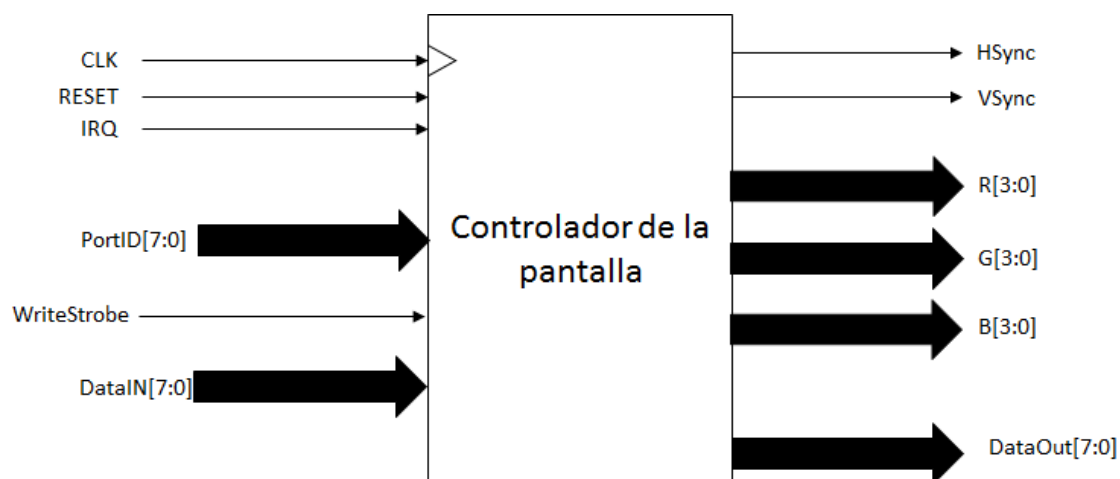 CLK
RESET
IRQ
PortID[7:0]
WriteStrobe
DataIN[7:0]
Controlador de la
pantalla
HSync
VSync
R[3:0]
G[3:0]
B[3:0]
DataOut[7:0]